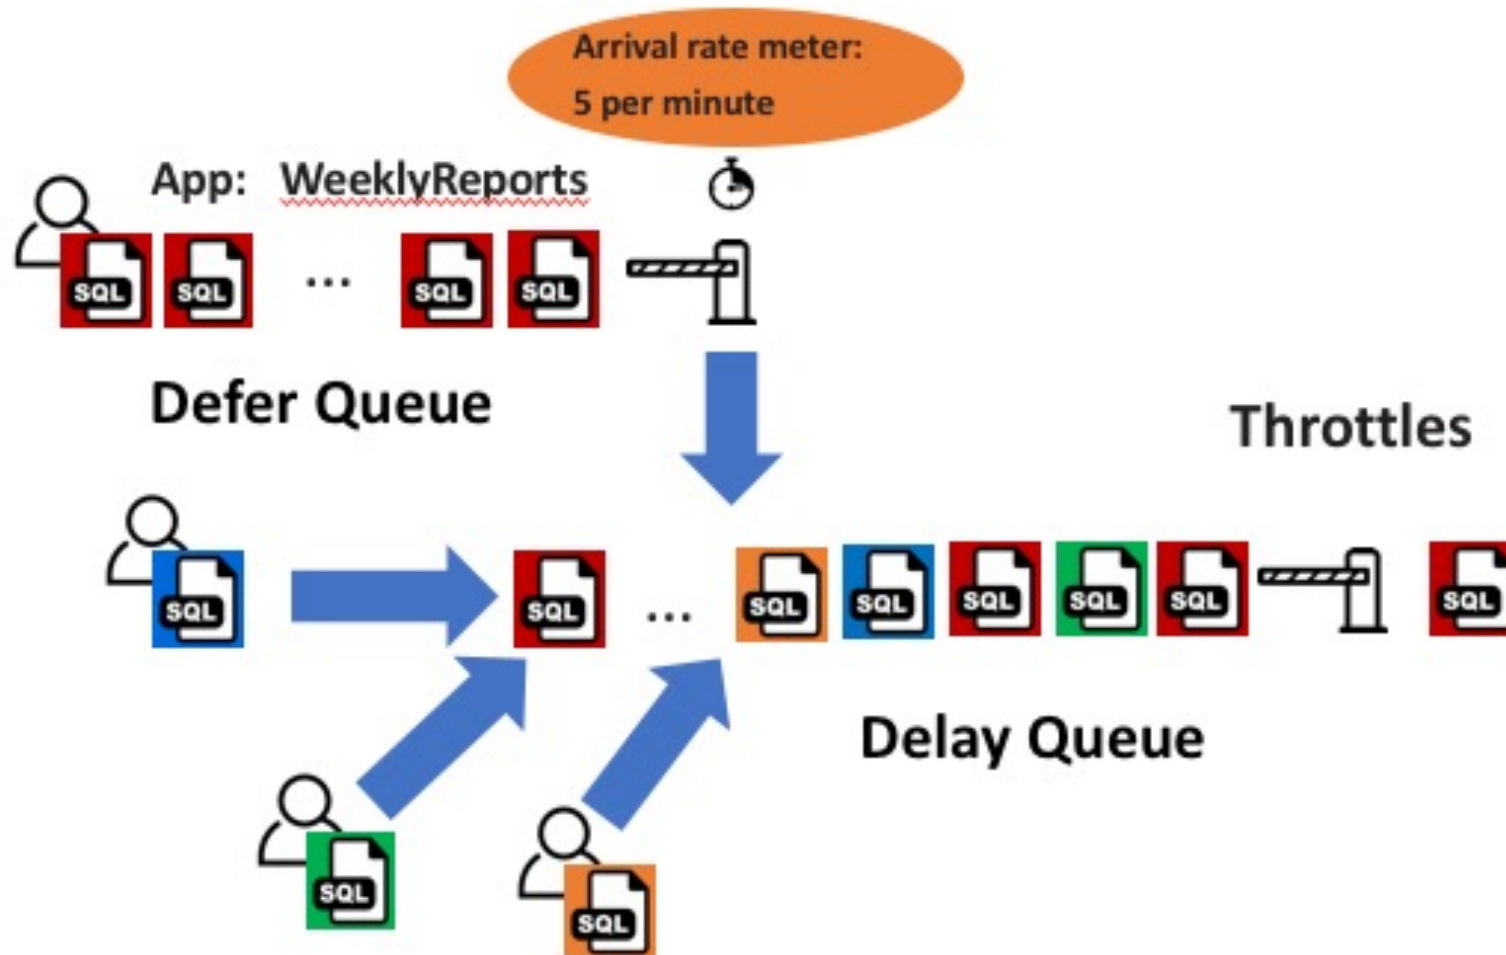 Arrival rate meter:
5 per minute
App: WeeklyReports
SQL SQL ... SQL SQL
Defer Queue
Throttles
SQL SQL ... SQL SQL SQL SQL SQL SQL
Delay Queue
SQL
SQL